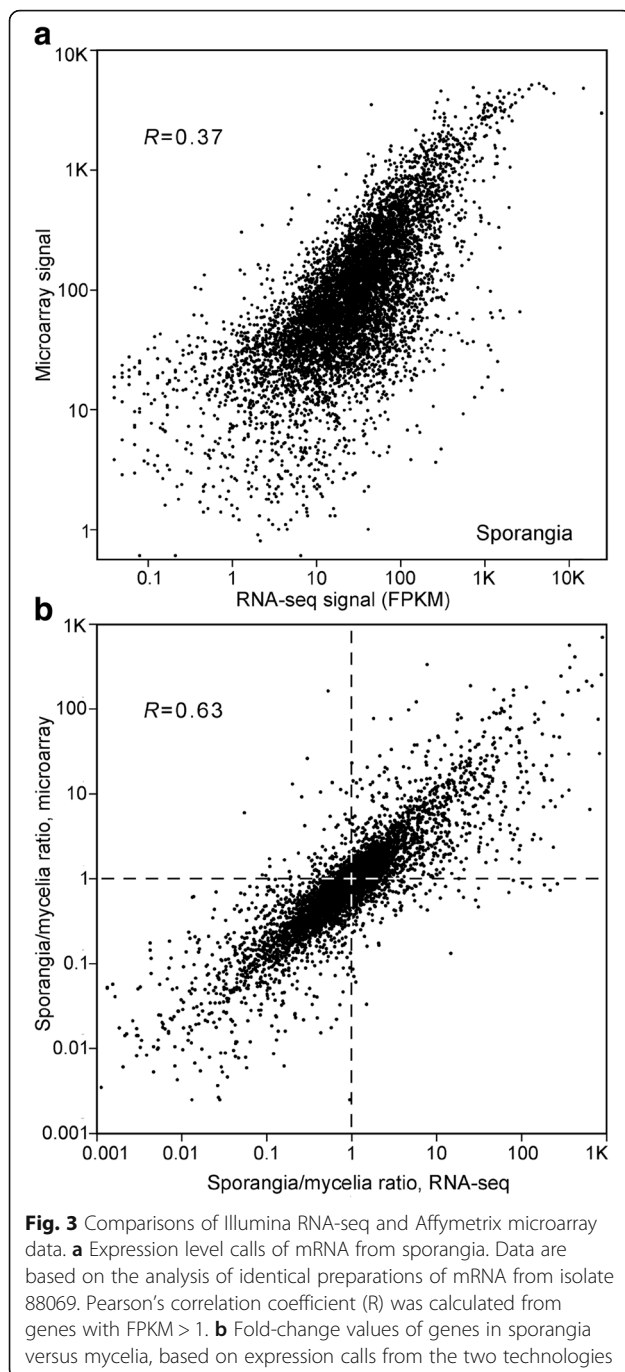 a
10K
R=0.37
1K
Microarray signal
100
10
1
Sporangia
0.1 1 10 100 1K 10K
RNA-seq signal (FPKM)
b
1K
R=0.63
100
Sporangia/mycelia ratio, microarray
10
1
0.1
0.01
0.001
0.001 0.01 0.1 1 10 100 1K
Sporangia/mycelia ratio, RNA-seq
Fig. 3 Comparisons of Illumina RNA-seq and Affymetrix microarray
data. a Expression level calls of mRNA from sporangia. Data are
based on the analysis of identical preparations of mRNA from isolate
88069. Pearson's correlation coefficient (R) was calculated from
genes with FPKM > 1. b Fold-change values of genes in sporangia
versus mycelia, based on expression calls from the two technologies